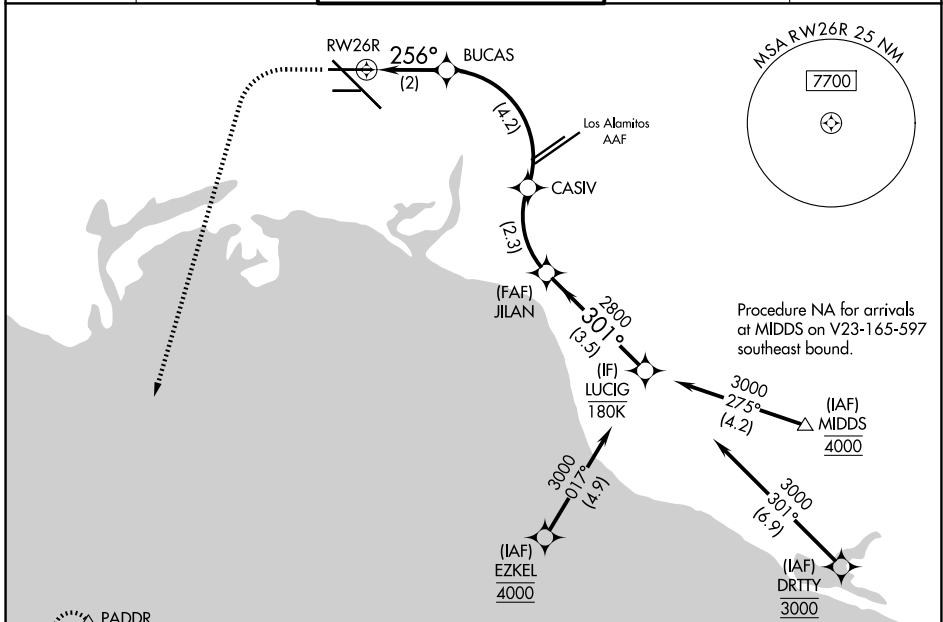 RW26R
256°
(2)
BUCAS
(4.2)
Los Alamitos
AAF
CASIV
(2.3)
(FAF)
JILAN
2800
301°
(3.5)
(IF)
LUCIG
180K
MSA RW26R 25 NM
7700
Procedure NA for arrivals
at MIDDS on V23-165-597
southeast bound.
3000
275°
(4.2)
(IAF)
MIDDS
4000
3000
017°
(4.9)
(IAF)
EZKEL
4000
3000
301°
(6.9)
(IAF)
DRTTY
3000
PADDR